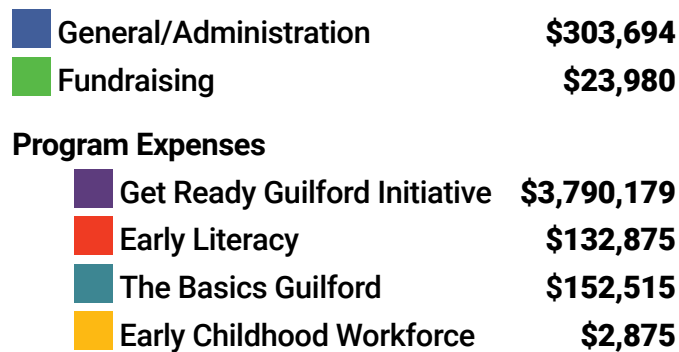 General/Administration $303,694
Fundraising $23,980
Program Expenses
Get Ready Guilford Initiative $3,790,179
Early Literacy $132,875
The Basics Guilford $152,515
Early Childhood Workforce $2,875